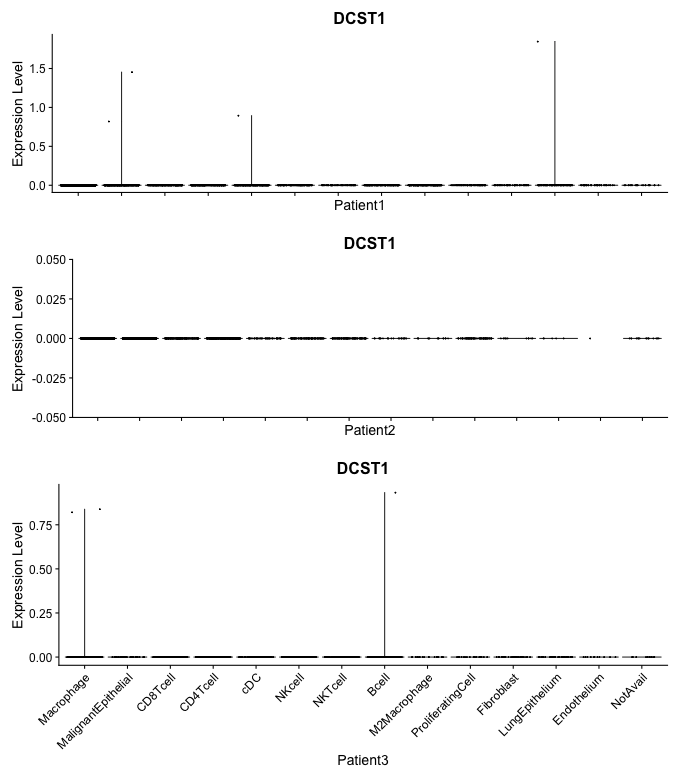 DCST1
Expression Level
1.5
1.0
0.5
0.0
Patient1
DCST1
Expression Level
0.050
0.025
0.000
-0.025
-0.050
Patient2
DCST1
Expression Level
0.75
0.50
0.25
0.00
Macrophage
MalignantEpithelial
CD8Tcell
CD4Tcell
cDC
NKcell
NKTcell
Bcell
M2Macrophage
ProliferatingCell
Fibroblast
LungEpithelium
Endothelium
NotAvail
Patient3